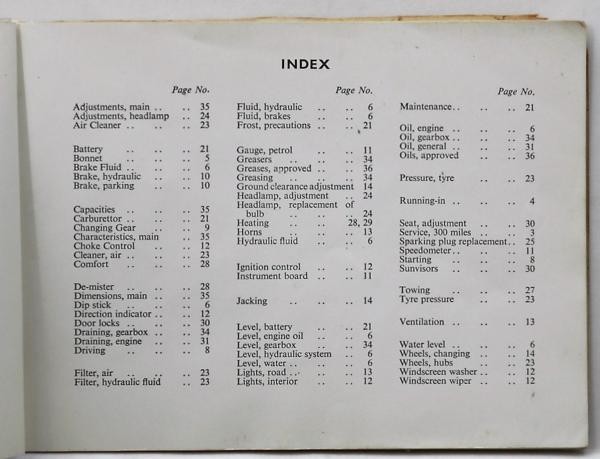 INDEX
Page No.
Adjustments, main .. .. 35
Adjustments, headlamp .. 24
Air Cleaner .. .. .. 23
Battery .. .. .. 21
Bonnet .. .. .. 5
Brake Fluid .. .. .. 6
Brake, hydraulic .. .. 10
Brake, parking .. .. 10
Capacities .. .. .. 35
Carburettor .. .. .. 21
Changing Gear .. .. 9
Characteristics, main .. 35
Choke Control .. .. 12
Cleaner, air .. .. .. 23
Comfort .. .. .. 28
De-mister .. .. .. 28
Dimensions, main .. .. 35
Dip stick .. .. .. 6
Direction indicator .. .. 12
Door locks .. .. .. 30
Draining, gearbox .. .. 34
Draining, engine .. .. 31
Driving .. .. .. 8
Filter, air .. .. .. 23
Filter, hydraulic fluid .. 23
Page No.
Fluid, hydraulic .. .. 6
Fluid, brakes .. .. 6
Frost, precautions .. .. 21
Gauge, petrol .. .. 11
Greasers .. .. .. 34
Greases, approved .. .. 36
Greasing .. .. .. 34
Ground clearance adjustment 14
Headlamp, adjustment .. 24
Headlamp, replacement of
bulb .. .. .. 24
Heating .. .. 28, 29
Horns .. .. .. 13
Hydraulic fluid .. .. 6
Ignition control .. .. 12
Instrument board .. .. 11
Jacking .. .. .. 14
Level, battery .. .. 21
Level, engine oil .. .. 6
Level, gearbox .. .. 34
Level, hydraulic system .. 6
Level, water .. .. .. 6
Lights, road .. .. .. 13
Lights, interior .. .. 12
Page No.
Maintenance .. .. .. 21
Oil, engine .. .. .. 6
Oil, gearbox .. .. .. 34
Oil, general .. .. .. 31
Oils, approved .. .. 36
Pressure, tyre .. .. 23
Running-in .. .. .. 4
Seat, adjustment .. .. 30
Service, 300 miles .. .. 3
Sparking plug replacement .. 25
Speedometer .. .. .. 11
Starting .. .. .. 8
Sunvisors .. .. .. 30
Towing .. .. .. 27
Tyre pressure .. .. 23
Ventilation .. .. .. 13
Water level .. .. .. 6
Wheels, changing .. .. 14
Wheels, hubs .. .. 23
Windscreen washer .. .. 12
Windscreen wiper .. .. 12